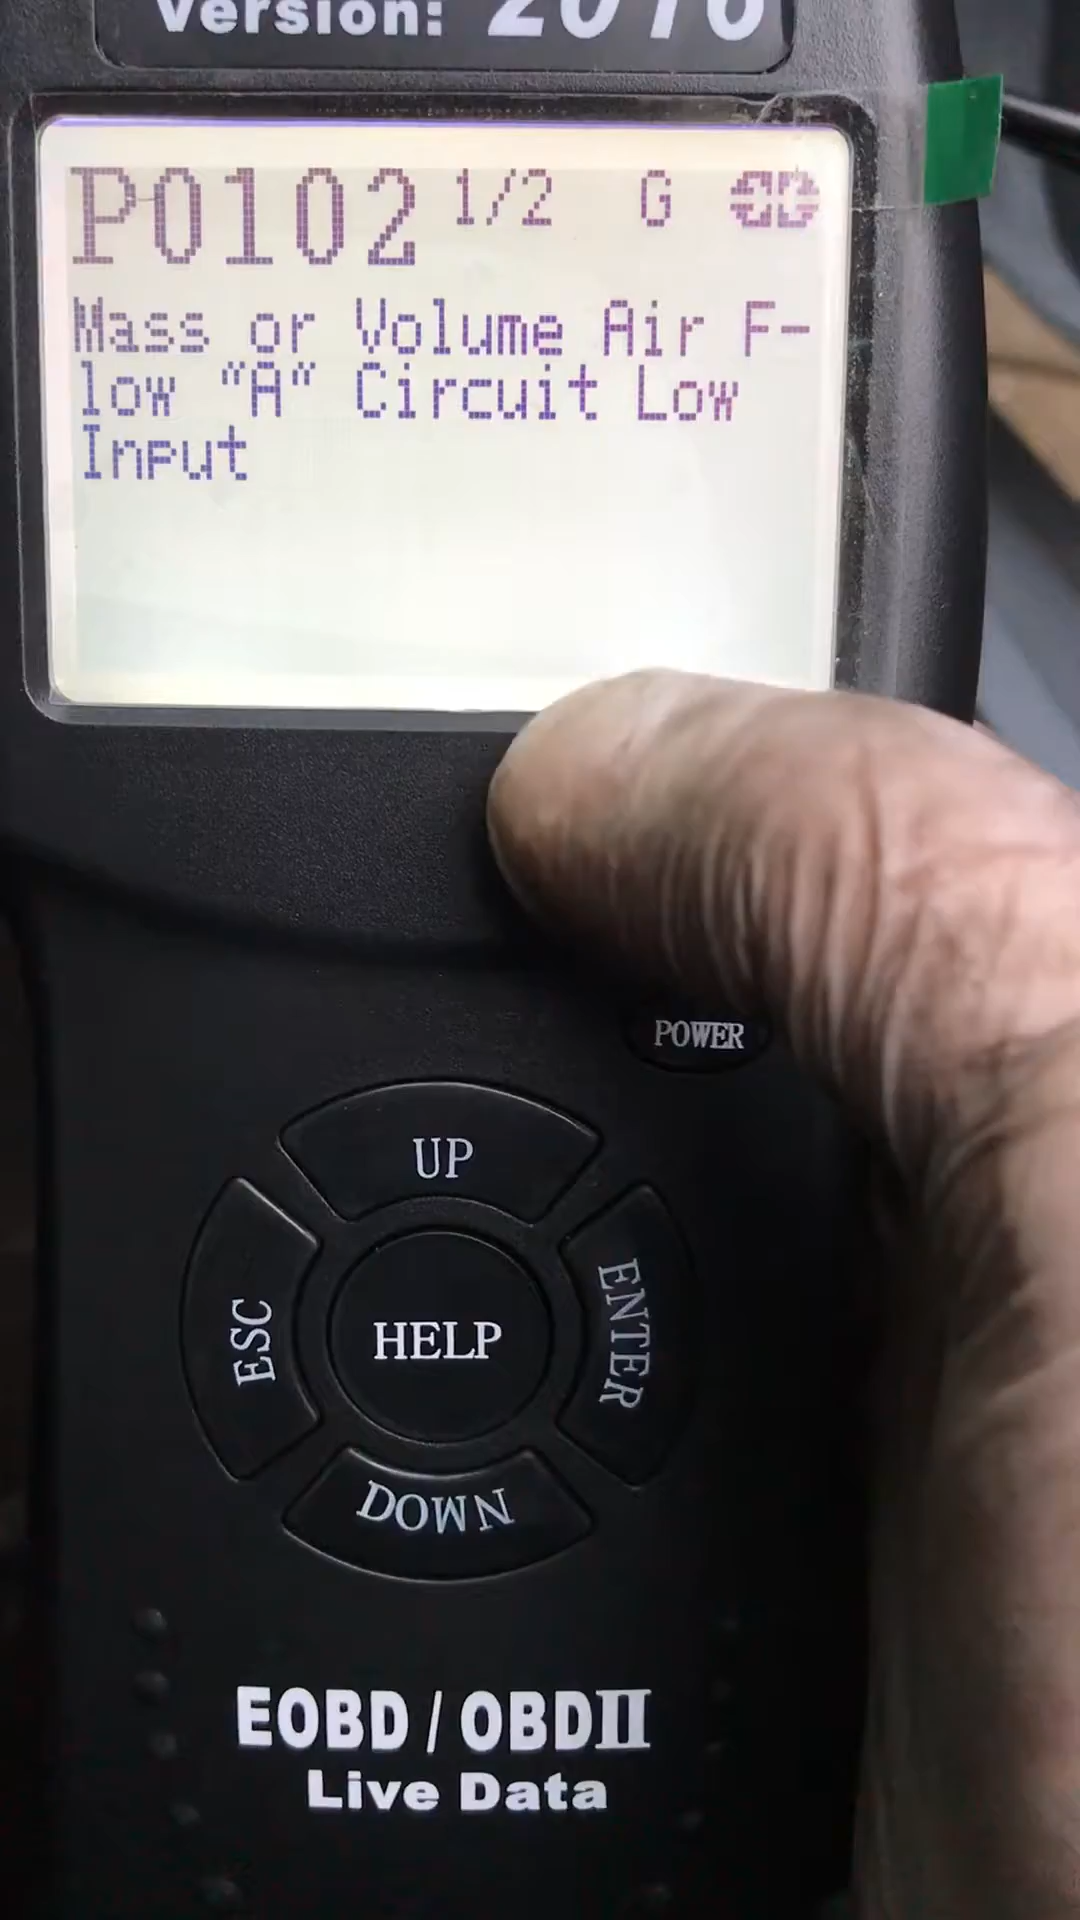 Version: 2016
P0102 1/2 G
Mass or Volume Air F-
low "A" Circuit Low
Input
POWER
UP
ESC
HELP
ENTER
DOWN
EOBD / OBDII
Live Data